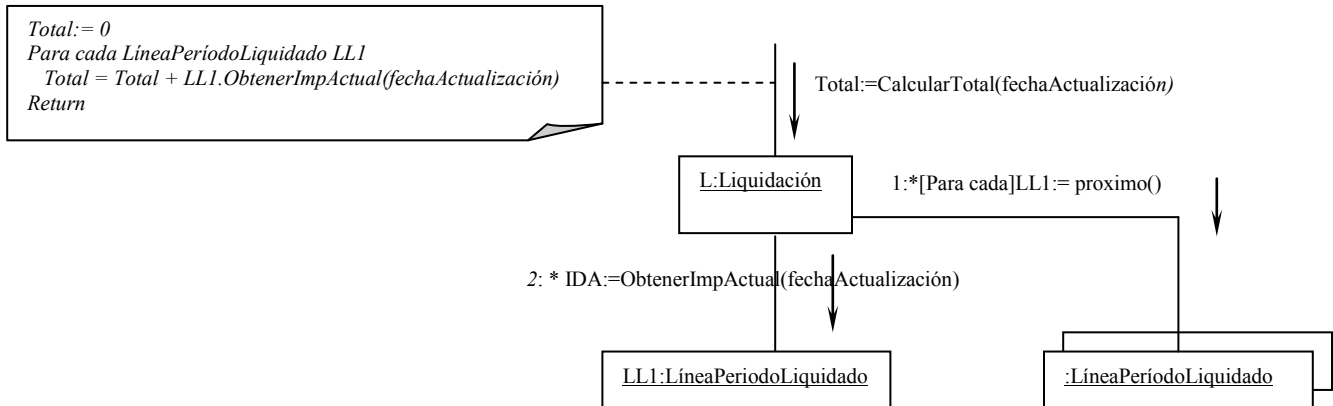 Total:= 0
Para cada LíneaPeríodoLiquidado LL1
Total = Total + LL1.ObtenerImpActual(fechaActualización)
Return
Total:=CalcularTotal(fechaActualización)
L:Liquidación
1:*[Para cada]LL1:= proximo()
2: * IDA:=ObtenerImpActual(fechaActualización)
LL1:LíneaPeriodoLiquidado
:LíneaPeríodoLiquidado